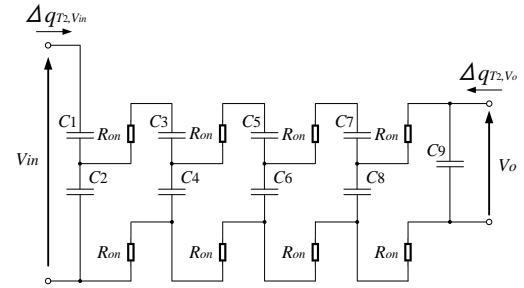 Δq_{T2,Vin}
Δq_{T2,Vo}
C1 Ron C3 Ron C5 Ron C7 Ron
Vin C2 C4 C6 C8 C9 Vo
Ron Ron Ron Ron